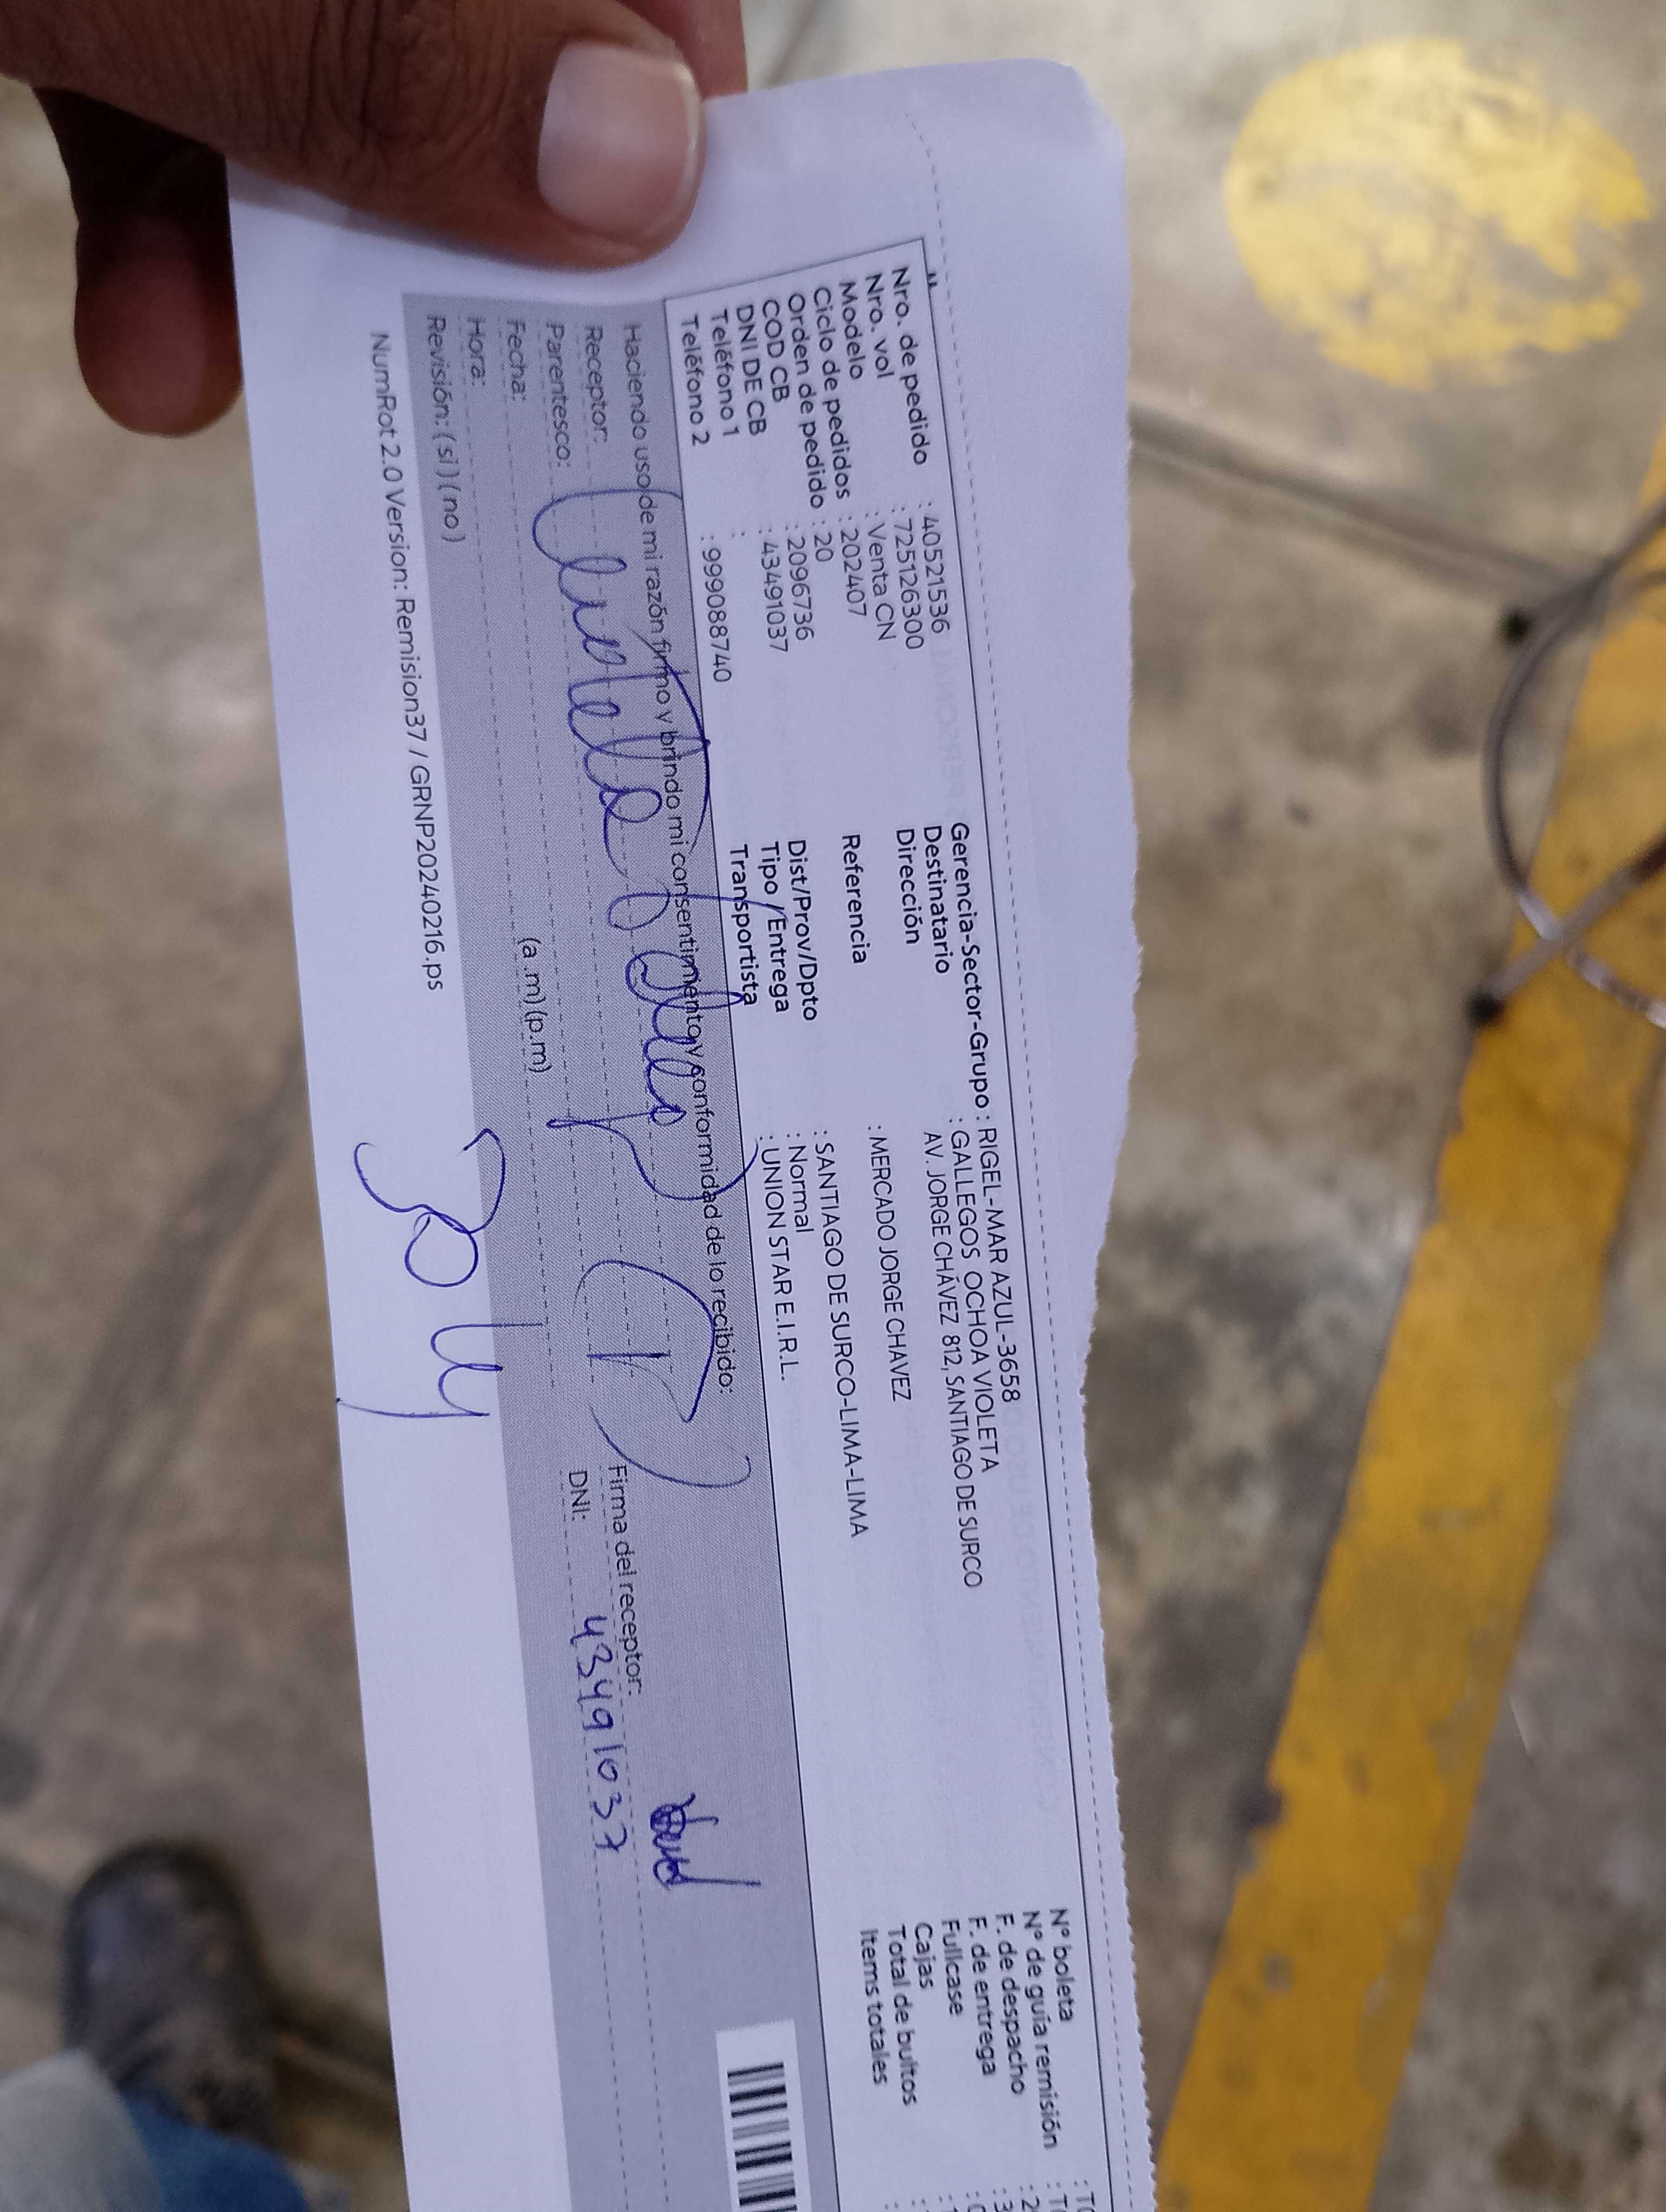 Nro. de pedido : 40521536
Nro. vol : 725126300
Modelo : Venta CN
Ciclo de pedidos : 202407
Orden de pedido : 20
COD CB : 2096736
DNI DE CB : 43491037
Teléfono 1 :
Teléfono 2 : 999088740
Gerencia-Sector-Grupo : RIGEL-MAR AZUL-3658
Destinatario : GALLEGOS OCHOA VIOLETA
Dirección AV. JORGE CHÁVEZ 812, SANTIAGO DE SURCO
Referencia : MERCADO JORGE CHAVEZ
Dist/Prov/Dpto : SANTIAGO DE SURCO-LIMA-LIMA
Tipo / Entrega : Normal
Transportista : UNION STAR E.I.R.L.
N° boleta
N° de guía remisión
F. de despacho
F. de entrega
Fullcase
Cajas
Total de bultos
Items totales
Haciendo uso de mi razón firmo y brindo mi consentimiento y conformidad de lo recibido:
Receptor:
Parentesco:
Fecha:
Hora: (a .m) (p.m)
Revisión: (si) (no)
Firma del receptor:
DNI: 43491037
NumRot 2.0 Version: Remision37 / GRNP20240216.ps